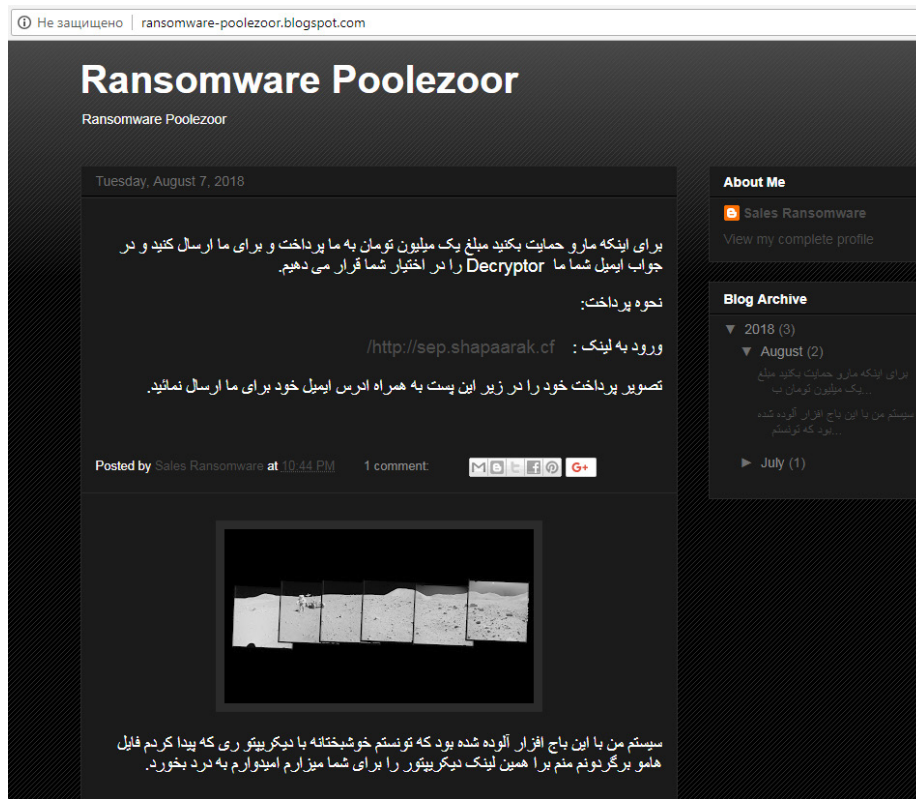 Не защищено | ransomware-poolezoor.blogspot.com
Ransomware Poolezoor
Ransomware Poolezoor
Tuesday, August 7, 2018
برای اینکه مارو حمایت بکنید مبلغ یک میلیون تومان به ما پرداخت و برای ما ارسال کنید و در
جواب ایمیل شما ما Decryptor را در اختیار شما قرار می دهیم.
نحوه پرداخت:
ورود به لینک : http://sep.shapaarak.cf/
تصویر پرداخت خود را در زیر این پست به همراه ادرس ایمیل خود برای ما ارسال نمائید.
Posted by Sales Ransomware at 10:44 PM 1 comment:
G+
سیستم من با این باج افزار آلوده شده بود که تونستم خوشبختانه با دیکریپتو ری که پیدا کردم فایل
هامو برگردونم منم برا همین لینک دیکریپتور را برای شما میزارم امیدوارم به درد بخورد.
About Me
Sales Ransomware
View my complete profile
Blog Archive
▼ 2018 (3)
▼ August (2)
برای اینکه مارو حمایت بکنید مبلغ
یک میلیون تومان ب...
سیستم من با این باج افزار آلوده شده
بود که تونستم...
► July (1)